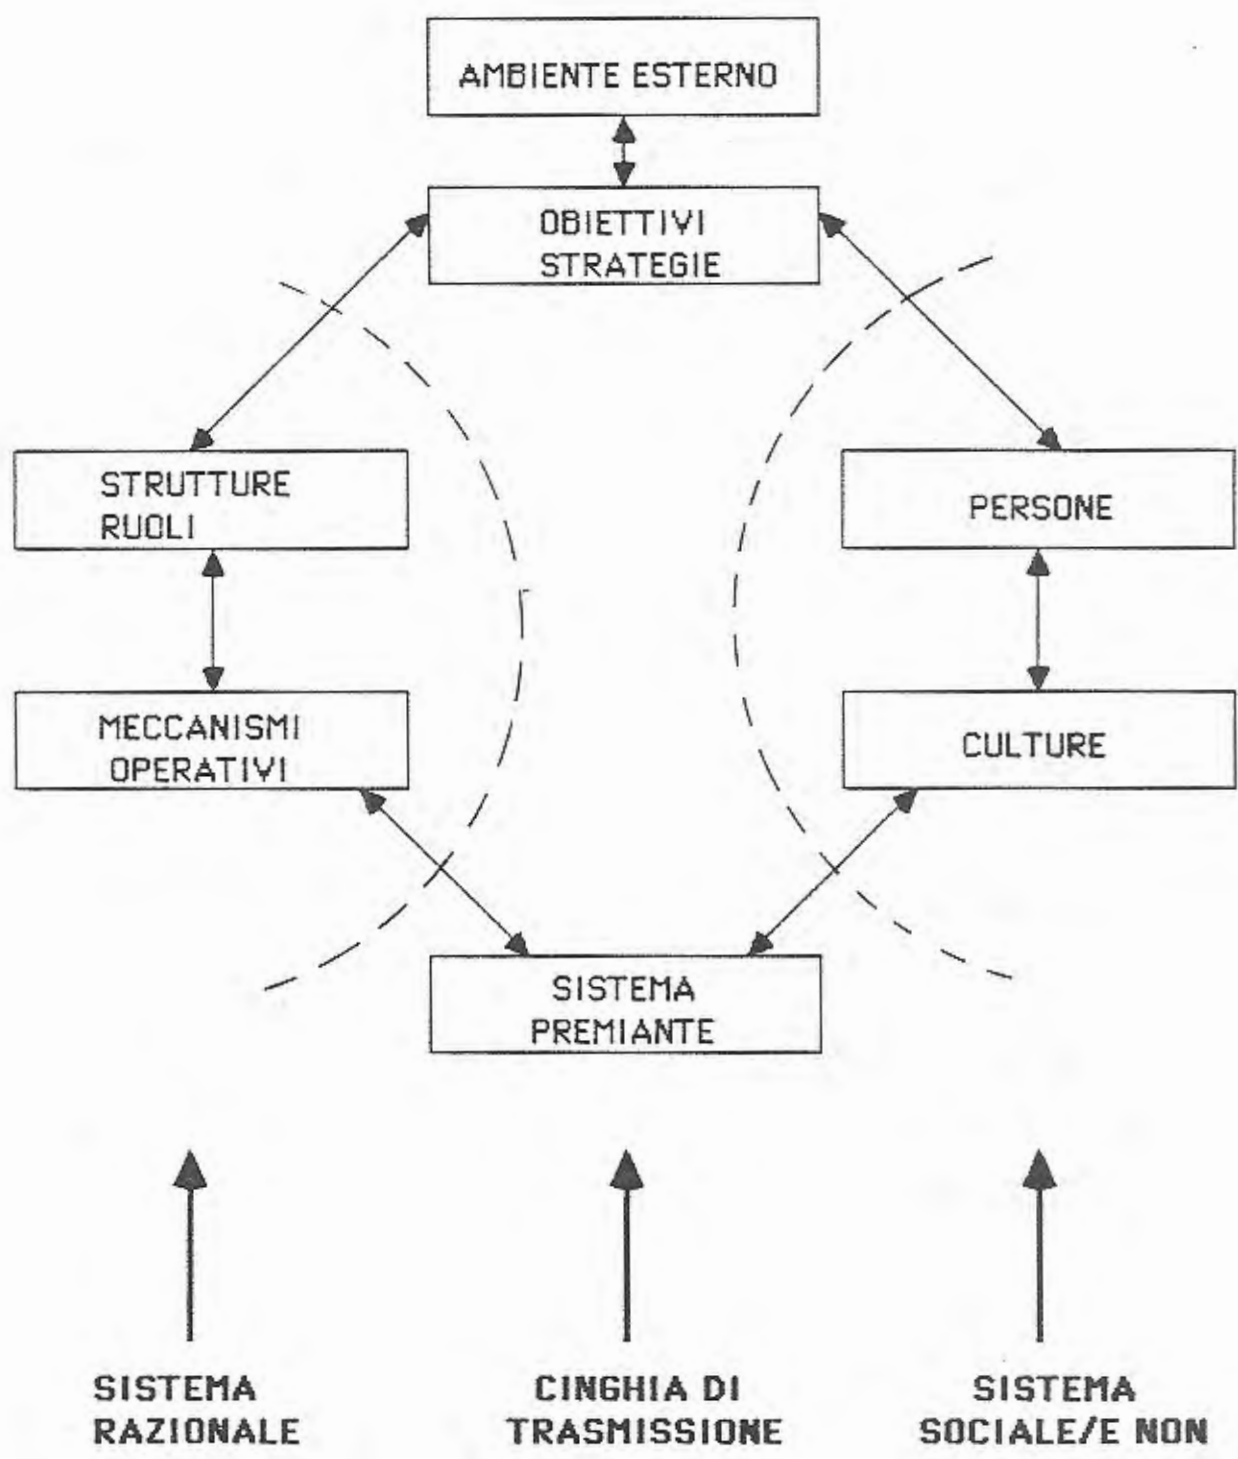 AMBIENTE ESTERNO
OBIETTIVI
STRATEGIE
STRUTTURE
RUOLI
PERSONE
MECCANISMI
OPERATIVI
CULTURE
SISTEMA
PREMIANTE
SISTEMA
RAZIONALE
CINGHIA DI
TRASMISSIONE
SISTEMA
SOCIALE/E NON